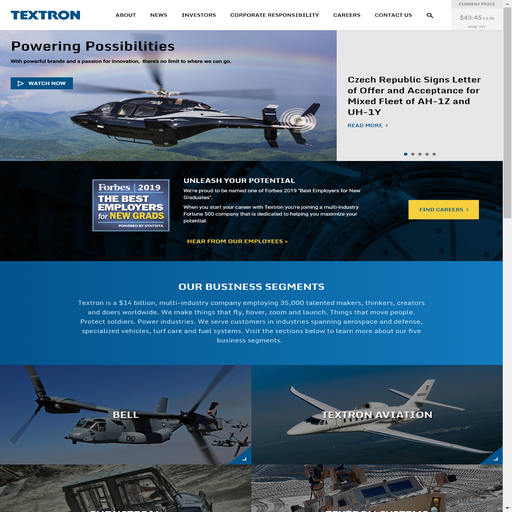 TEXTRON
ABOUT
NEWS
INVESTORS
CORPORATE RESPONSIBILITY
CAREERS
CONTACT US
CURRENT PRICE
$43.45
NYSE: TXT
Powering Possibilities
With powerful brands and a passion for innovation, there's no limit to where we can go.
WATCH NOW
Czech Republic Signs Letter
of Offer and Acceptance for
Mixed Fleet of AH-1Z and
UH-1Y
READ MORE >
Forbes | 2019
THE BEST
EMPLOYERS
for NEW GRADS
POWERED BY STATISTA
UNLEASH YOUR POTENTIAL
We're proud to be named one of Forbes 2019 "Best Employers for New
Graduates".
When you start your career with Textron you're joining a multi-industry
Fortune 500 company that is dedicated to helping you maximize your
potential.
HEAR FROM OUR EMPLOYEES >
FIND CAREERS >
OUR BUSINESS SEGMENTS
Textron is a $14 billion, multi-industry company employing 35,000 talented makers, thinkers, creators
and doers worldwide. We make things that fly, hover, zoom and launch. Things that move people.
Protect soldiers. Power industries. We serve customers in industries spanning aerospace and defense,
specialized vehicles, turf care and fuel systems. Visit the sections below to learn more about our five
business segments.
BELL
TEXTRON AVIATION